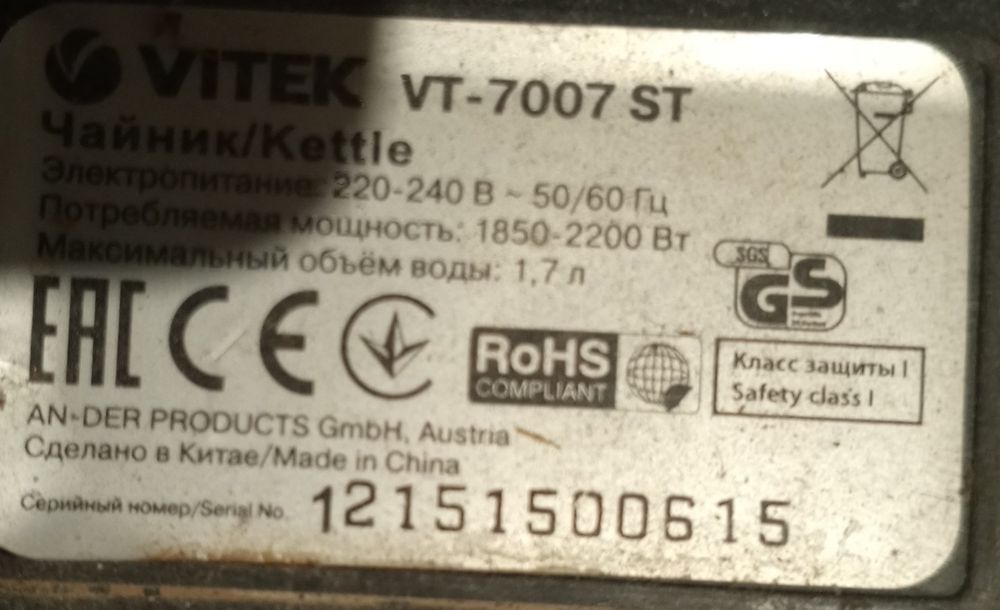 ViTEK VT-7007 ST
Чайник/Kettle
Электропитание: 220-240 В ~ 50/60 Гц
Потребляемая мощность: 1850-2200 Вт
Максимальный объём воды: 1,7 л
SGS
GS
EAC CE
RoHS
COMPLIANT
Класс защиты I
Safety class I
AN-DER PRODUCTS GmbH, Austria
Сделано в Китае/Made in China
Серийный номер/Serial No. 12151500615